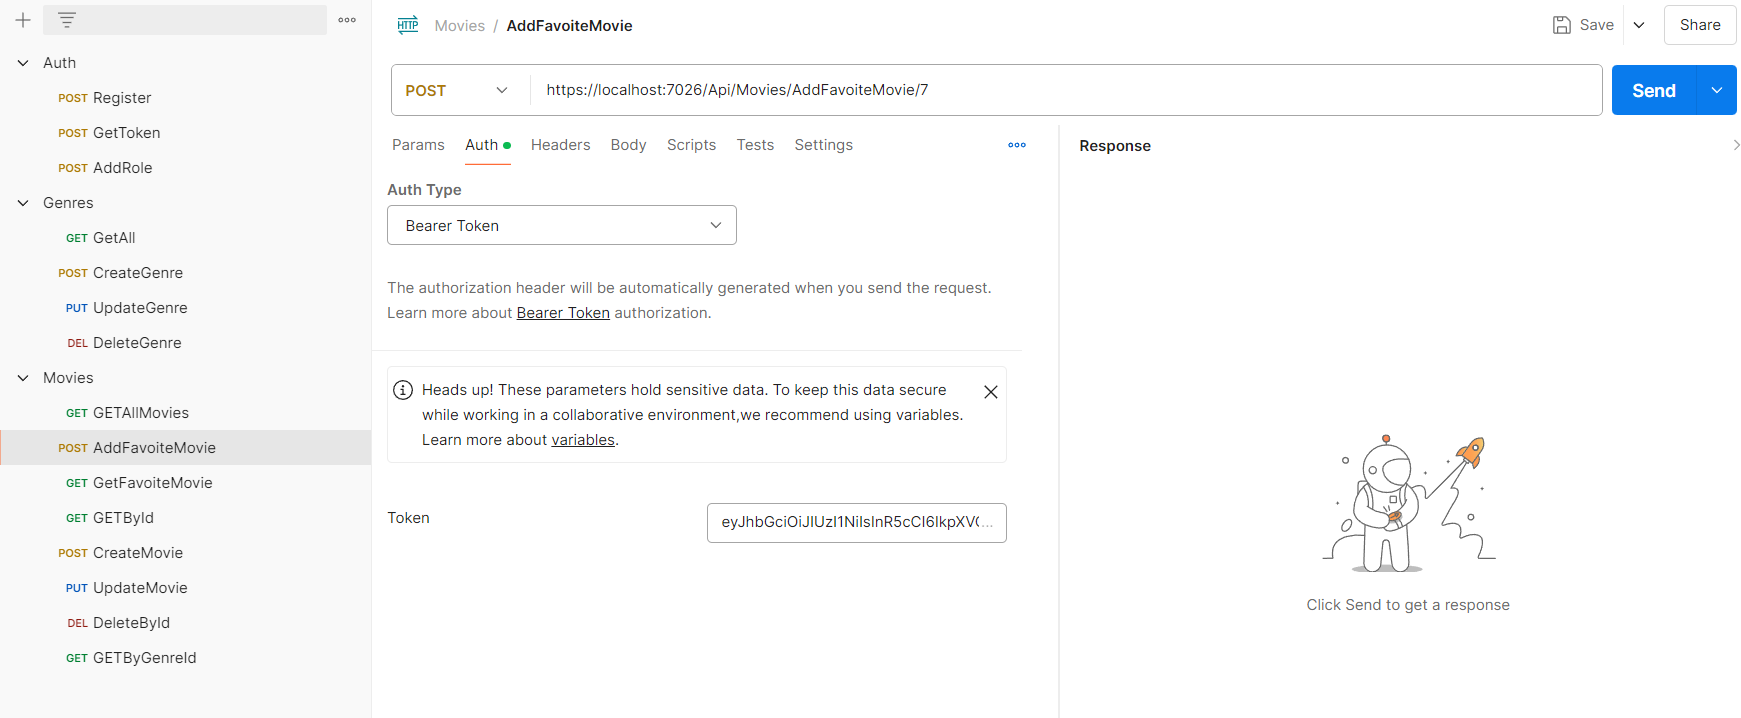 Auth
POST Register
POST GetToken
POST AddRole
Genres
GET GetAll
POST CreateGenre
PUT UpdateGenre
DEL DeleteGenre
Movies
GET GETAllMovies
POST AddFavoiteMovie
GET GetFavoiteMovie
GET GETById
POST CreateMovie
PUT UpdateMovie
DEL DeleteById
GET GETByGenreId
HTTP Movies / AddFavoiteMovie
Save
Share
POST https://localhost:7026/Api/Movies/AddFavoiteMovie/7
Send
Params Auth Headers Body Scripts Tests Settings
Auth Type
Bearer Token
The authorization header will be automatically generated when you send the request.
Learn more about Bearer Token authorization.
Heads up! These parameters hold sensitive data. To keep this data secure
while working in a collaborative environment,we recommend using variables.
Learn more about variables.
Token eyJhbGciOiJIUzI1NiIsInR5cCI6IkpXVC...
Response
Click Send to get a response